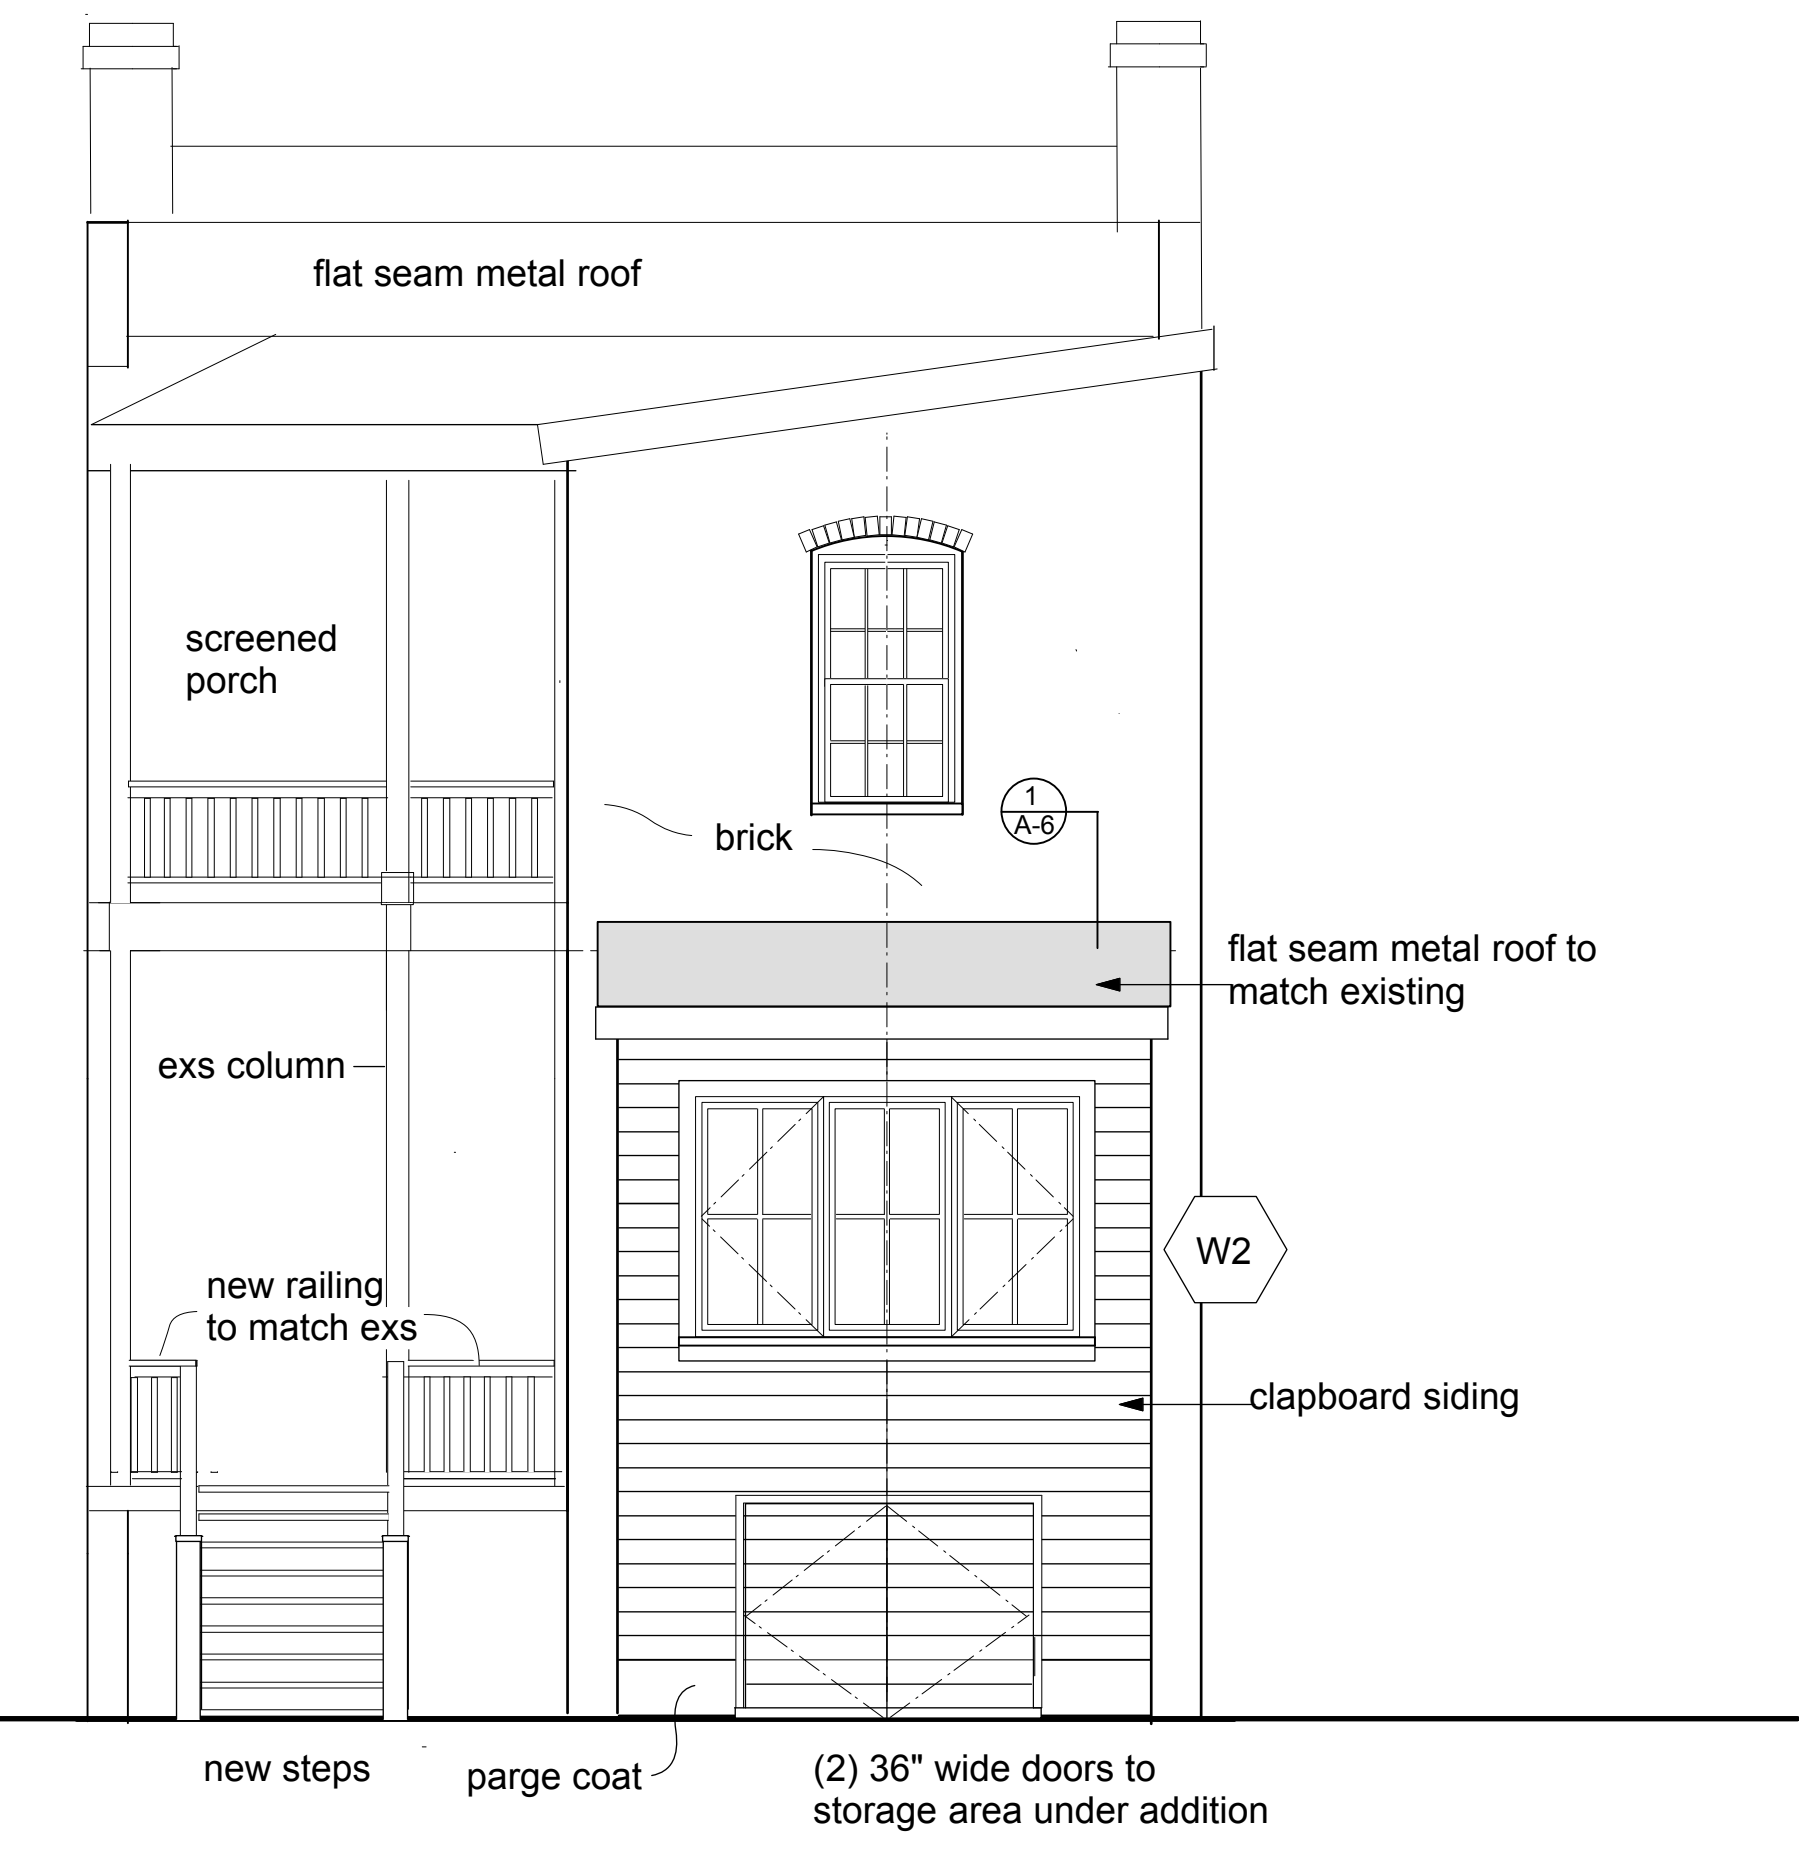 flat seam metal roof
screened
porch
brick
1
A-6
flat seam metal roof to
match existing
exs column
W2
new railing
to match exs
clapboard siding
new steps
parge coat
(2) 36" wide doors to
storage area under addition